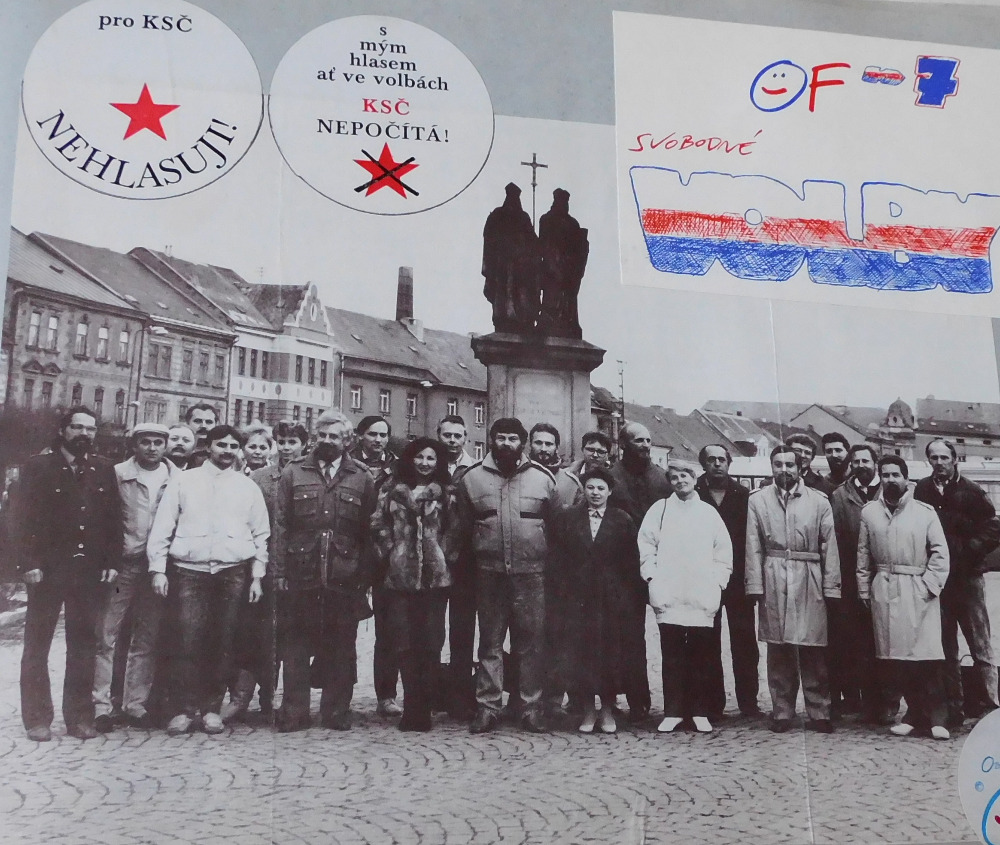 pro KSČ
NEHLASUJI!
s
mým
hlasem
ať ve volbách
KSČ
NEPOČÍTÁ!
OF - 7
SVOBODNÉ
VOLBY